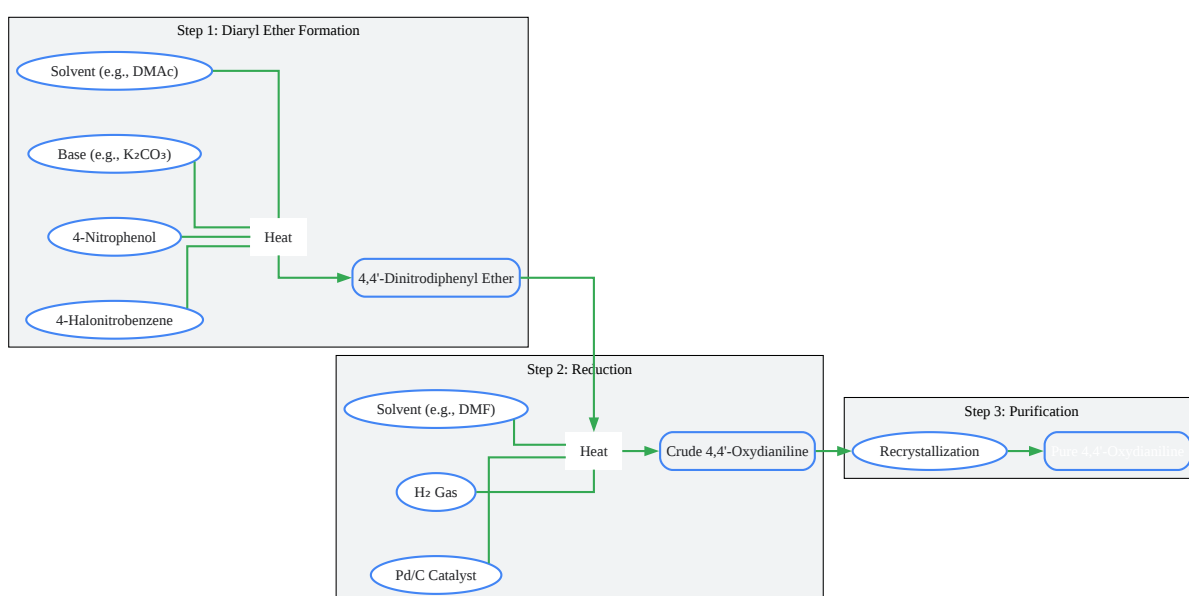 Step 1: Diaryl Ether Formation
Solvent (e.g., DMAc)
Base (e.g., K₂CO₃)
4-Nitrophenol
Heat
4,4'-Dinitrodiphenyl Ether
4-Halonitrobenzene
Step 2: Reduction
Solvent (e.g., DMF)
Heat
Crude 4,4'-Oxydianiline
H₂ Gas
Pd/C Catalyst
Step 3: Purification
Recrystallization
Pure 4,4'-Oxydianiline